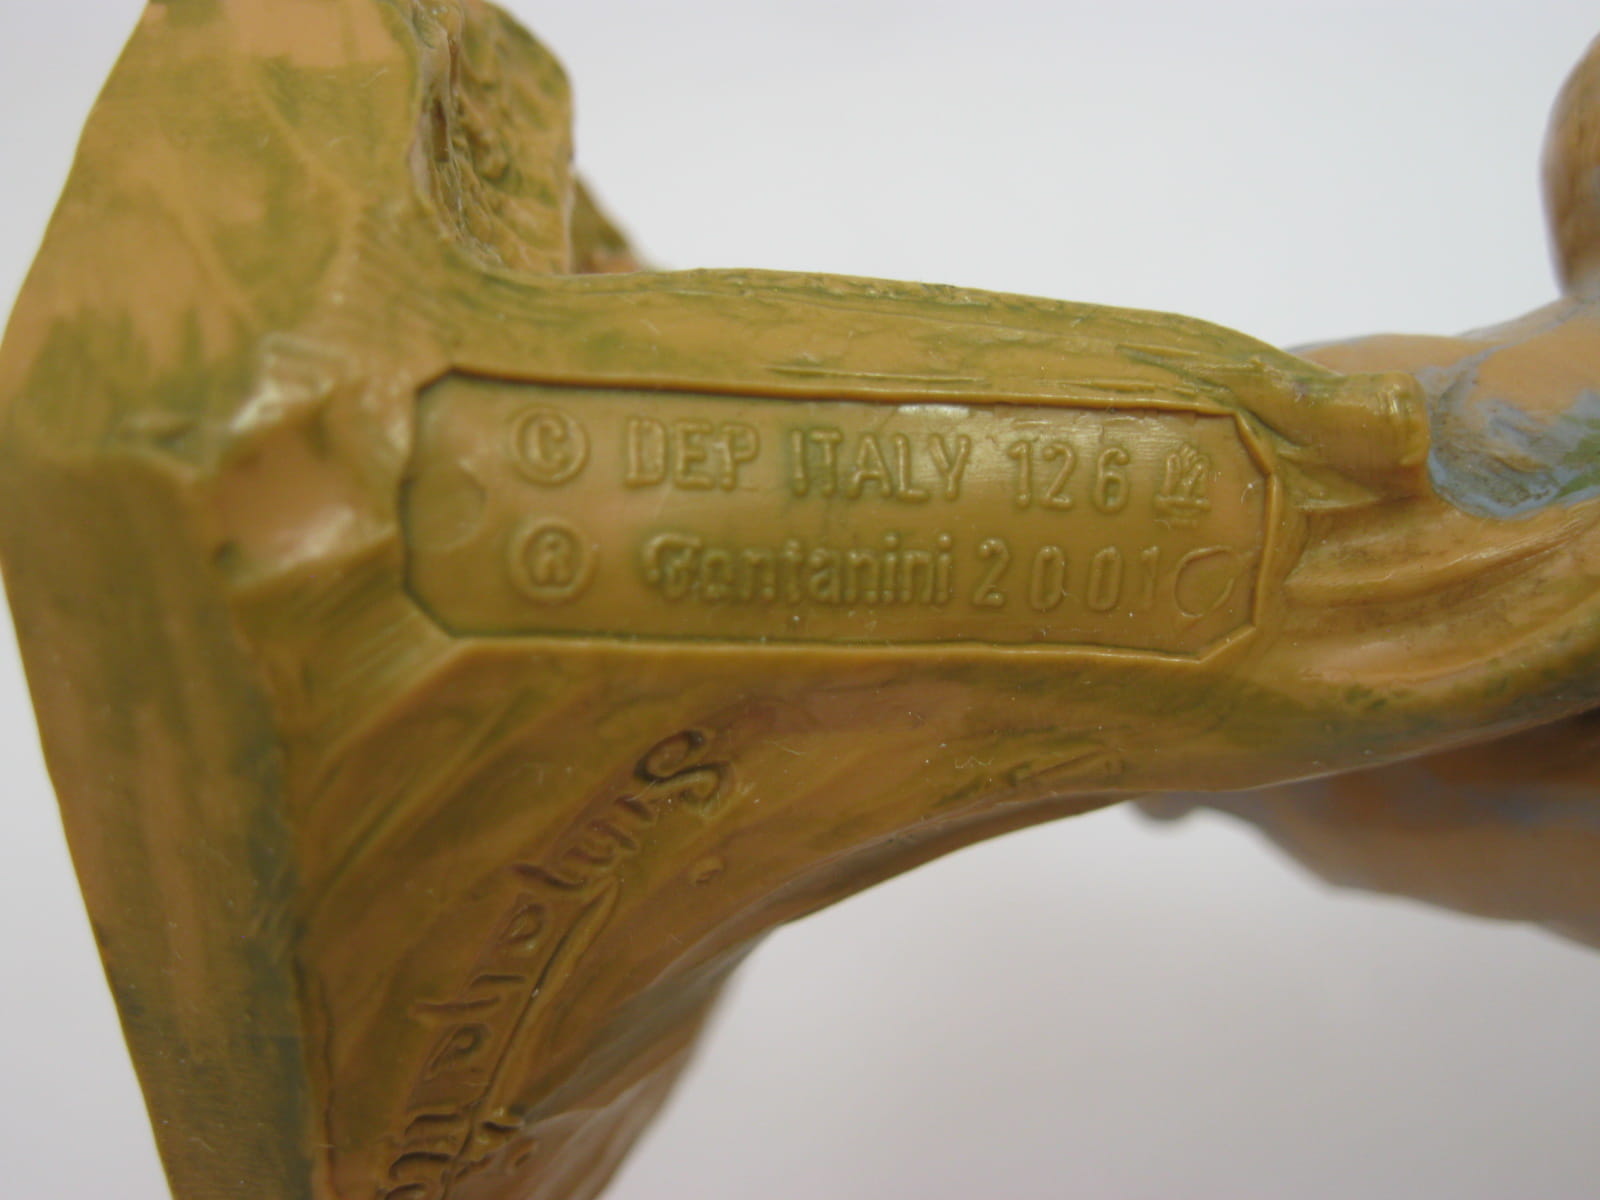 © DEP ITALY 126
® Fontanini 2001